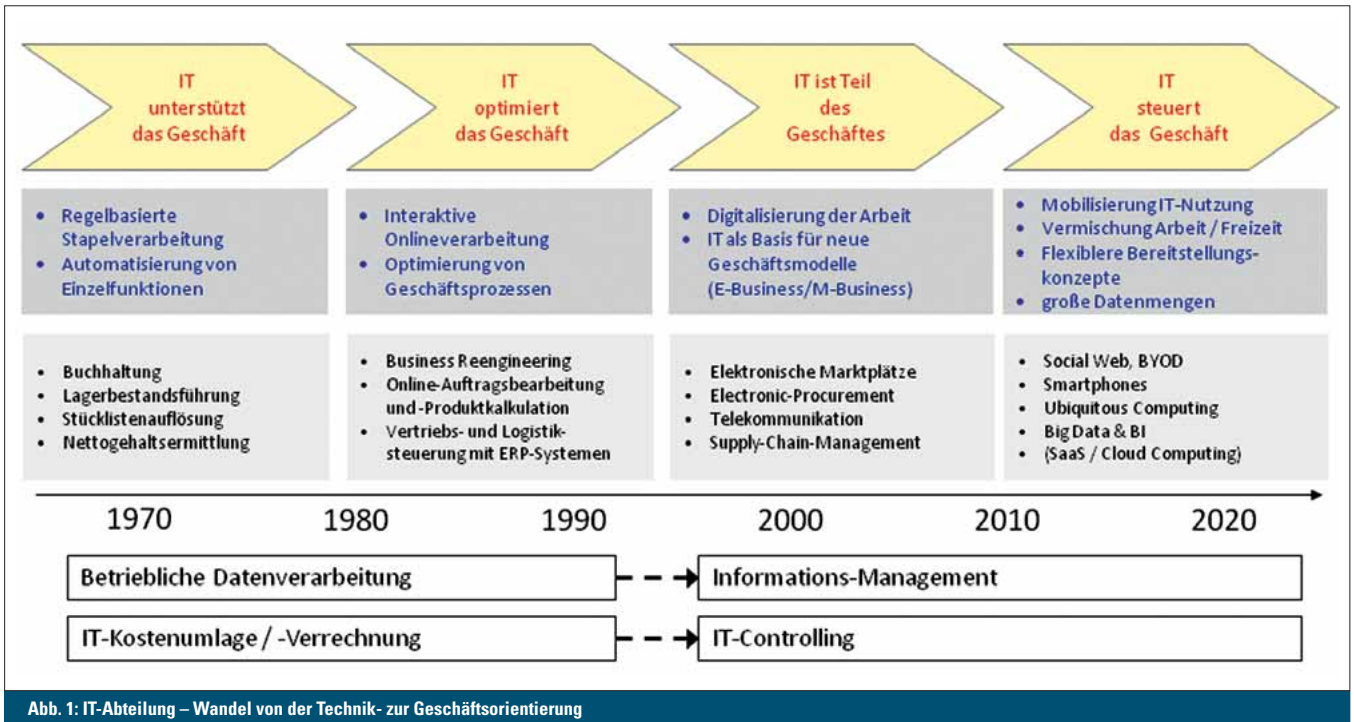 IT
unterstützt
das Geschäft
IT
optimiert
das Geschäft
IT ist Teil
des
Geschäftes
IT
steuert
das Geschäft
• Regelbasierte
Stapelverarbeitung
• Automatisierung von
Einzelfunktionen
• Interaktive
Onlineverarbeitung
• Optimierung von
Geschäftsprozessen
• Digitalisierung der Arbeit
• IT als Basis für neue
Geschäftsmodelle
(E-Business/M-Business)
• Mobilisierung IT-Nutzung
• Vermischung Arbeit / Freizeit
• Flexiblere Bereitstellungs-
konzepte
• große Datenmengen
• Buchhaltung
• Lagerbestandsführung
• Stücklistenauflösung
• Nettogehaltsermittlung
• Business Reengineering
• Online-Auftragsbearbeitung
und -Produktkalkulation
• Vertriebs- und Logistik-
steuerung mit ERP-Systemen
• Elektronische Marktplätze
• Electronic-Procurement
• Telekommunikation
• Supply-Chain-Management
• Social Web, BYOD
• Smartphones
• Ubiquitous Computing
• Big Data & BI
• (SaaS / Cloud Computing)
1970 1980 1990 2000 2010 2020
Betriebliche Datenverarbeitung
Informations-Management
IT-Kostenumlage / -Verrechnung
IT-Controlling
Abb. 1: IT-Abteilung – Wandel von der Technik- zur Geschäftsorientierung